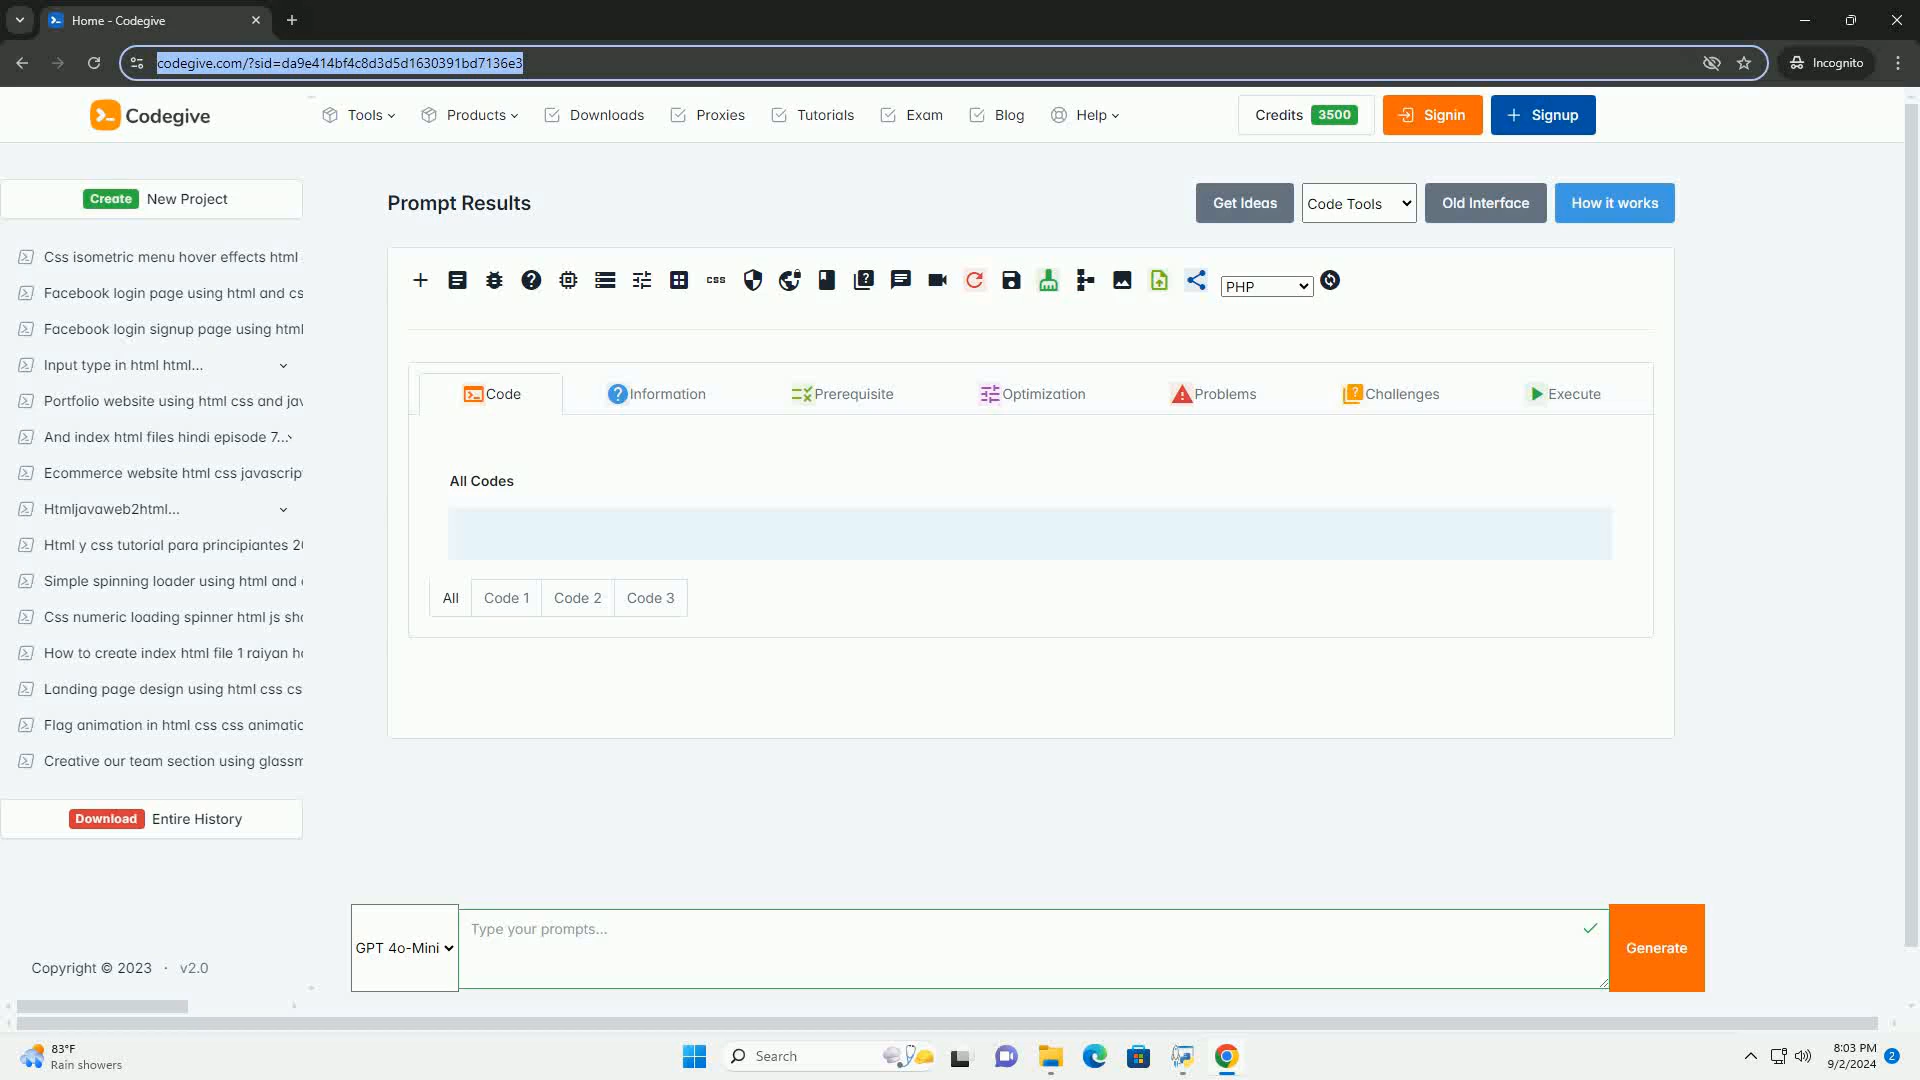 Home - Codegive
codegive.com/?sid=da9e414bf4c8d3d5d1630391bd7136e3
Incognito
Codegive
Tools
Products
Downloads
Proxies
Tutorials
Exam
Blog
Help
Credits 3500
Signin
Signup
Create New Project
Css isometric menu hover effects html
Facebook login page using html and cs
Facebook login signup page using html
Input type in html html...
Portfolio website using html css and jav
And index html files hindi episode 7...
Ecommerce website html css javascrip
Htmljavaweb2html...
Html y css tutorial para principiantes 20
Simple spinning loader using html and
Css numeric loading spinner html js sho
How to create index html file 1 raiyan ho
Landing page design using html css cs
Flag animation in html css css animatio
Creative our team section using glassm
Download Entire History
Copyright © 2023 · v2.0
Prompt Results
Get Ideas
Code Tools
Old Interface
How it works
css
PHP
Code
Information
Prerequisite
Optimization
Problems
Challenges
Execute
All Codes
All
Code 1
Code 2
Code 3
GPT 4o-Mini
Type your prompts...
Generate
83°F
Rain showers
Search
8:03 PM
9/2/2024
2